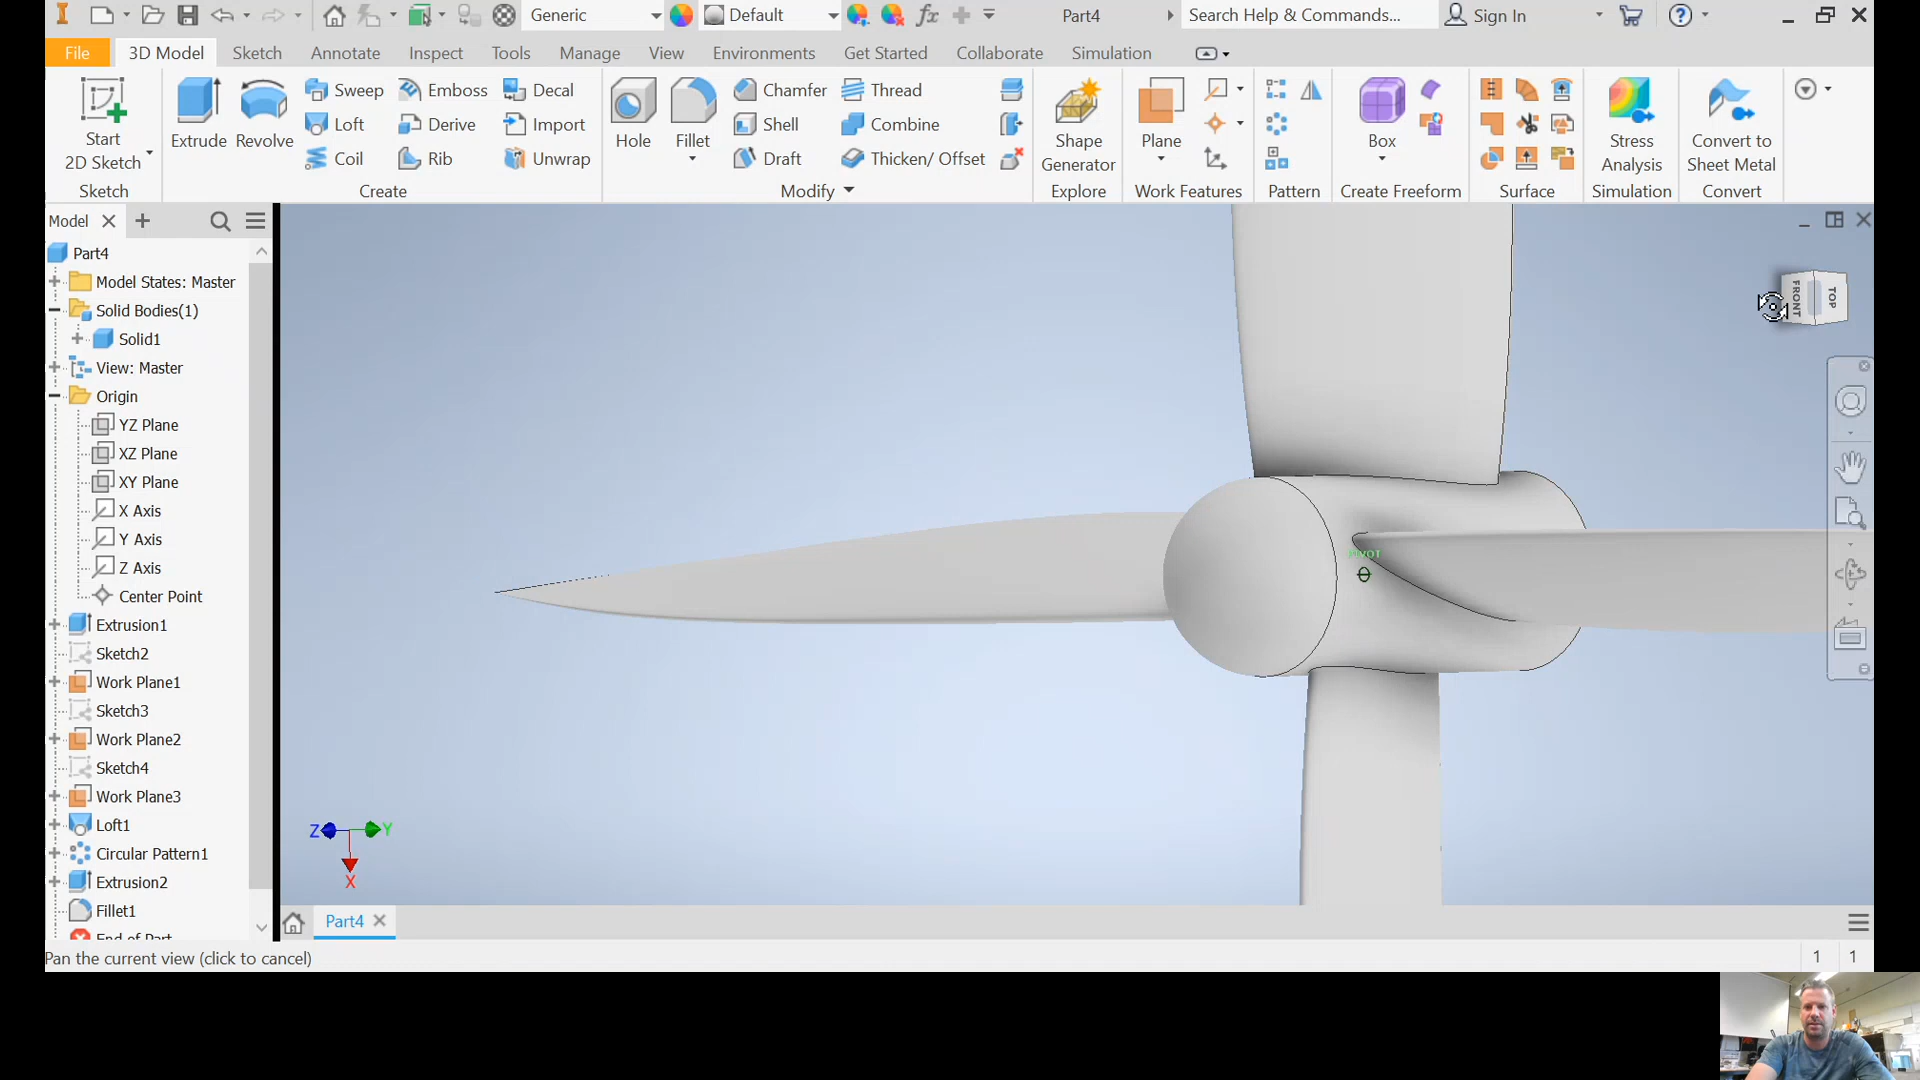 Generic
Default
Part4
Search Help & Commands...
Sign In
File
3D Model
Sketch
Annotate
Inspect
Tools
Manage
View
Environments
Get Started
Collaborate
Simulation
Start
2D Sketch
Extrude
Revolve
Sweep
Emboss
Decal
Loft
Derive
Import
Coil
Rib
Unwrap
Hole
Fillet
Chamfer
Thread
Shell
Combine
Draft
Thicken/ Offset
Shape
Generator
Plane
Box
Stress
Analysis
Convert to
Sheet Metal
Sketch
Create
Modify
Explore
Work Features
Pattern
Create Freeform
Surface
Simulation
Convert
Model
Part4
Model States: Master
Solid Bodies(1)
Solid1
View: Master
Origin
YZ Plane
XZ Plane
XY Plane
X Axis
Y Axis
Z Axis
Center Point
Extrusion1
Sketch2
Work Plane1
Sketch3
Work Plane2
Sketch4
Work Plane3
Loft1
Circular Pattern1
Extrusion2
Fillet1
End of Part
FRONT
TOP
PIVOT
Z
Y
X
Part4
Pan the current view (click to cancel)
1
1